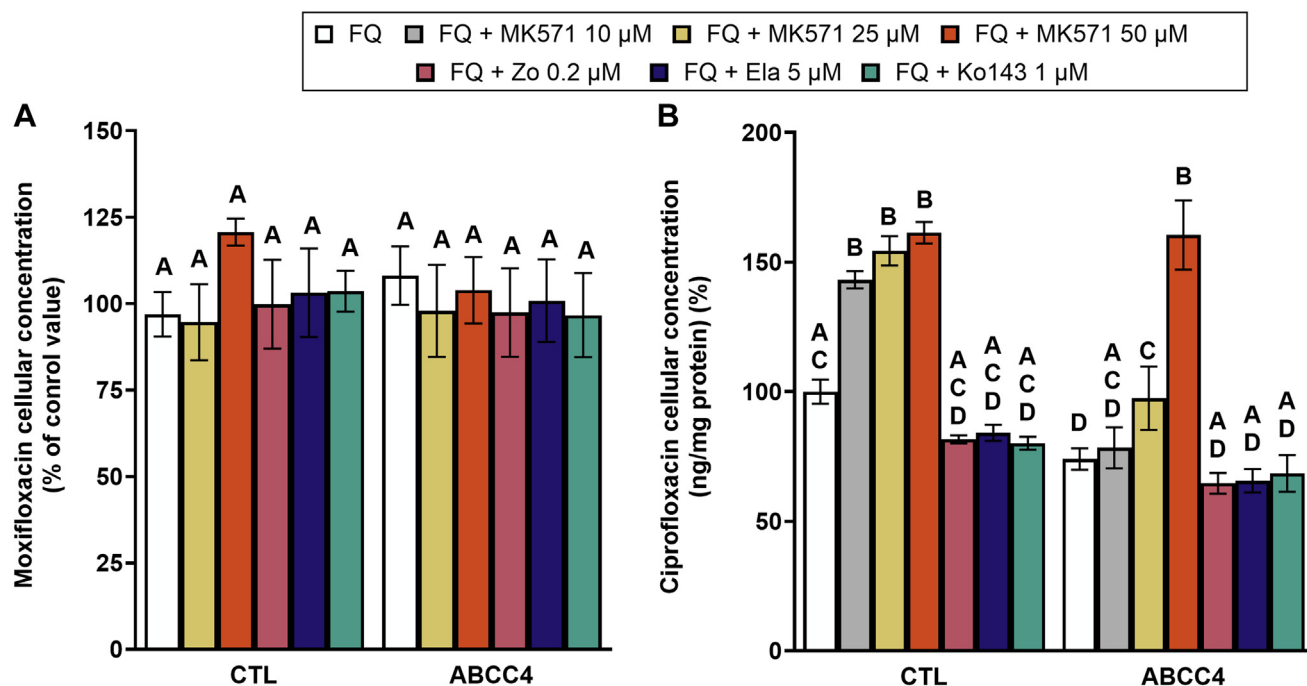 FQ FQ + MK571 10 µM FQ + MK571 25 µM FQ + MK571 50 µM
FQ + Zo 0.2 µM FQ + Ela 5 µM FQ + Ko143 1 µM
A
Moxifloxacin cellular concentration
(% of conrol value)
150
125
100
75
50
25
0
A A A A A A
A A A A A A
CTL ABCC4
B
Ciprofloxacin cellular concentration
(ng/mg protein) (%)
200
150
100
50
0
A
C
B
B
B
A
C
D
A
C
D
A
C
D
D
A
C
D
C
B
A
D
A
D
A
D
CTL ABCC4